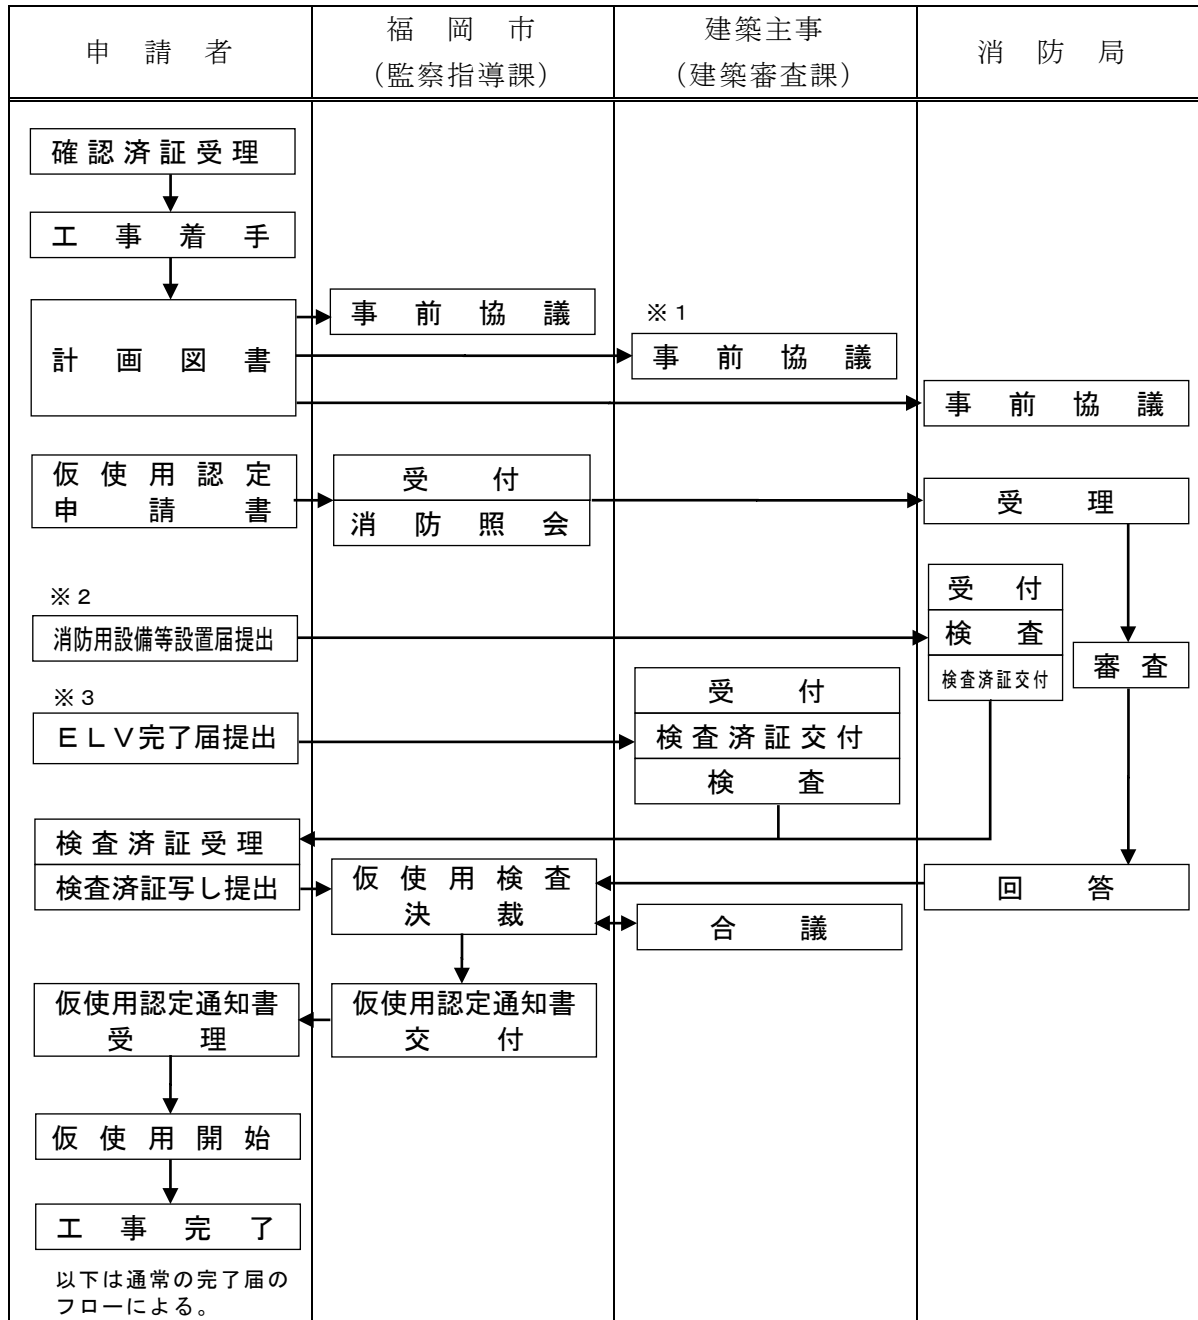 申請者
福岡市
（監察指導課）
建築主事
（建築審査課）
消防局
確認済証受理
工事着手
計画図書
事前協議
※１
事前協議
事前協議
仮使用認定
申請書
受付
消防照会
受理
※２
消防用設備等設置届提出
受付
検査
検査済証交付
審査
※３
ＥＬＶ完了届提出
受付
検査済証交付
検査
検査済証受理
検査済証写し提出
仮使用検査
決裁
回答
合議
仮使用認定通知書
受理
仮使用認定通知書
交付
仮使用開始
工事完了
以下は通常の完了届の
フローによる。